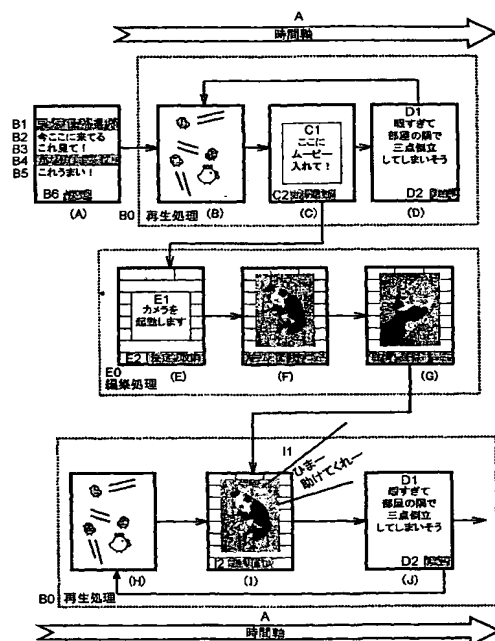 A
時間軸
B1
B2 今ここに来てる
B3 これ見て!
B4
B5 これうまい!
B6
(A)
B0 再生処理
(B)
C1
ここに
ムービー
入れて!
C2
(C)
D1
暇すぎて
部屋の隅で
三点倒立
してしまいそう
D2
(D)
E1
カメラを
起動します
E2
(E)
(F)
(G)
E0
編集処理
I1
ひまー
助けてくれー
(H)
I2
(I)
D1
暇すぎて
部屋の隅で
三点倒立
してしまいそう
D2
(J)
B0 再生処理
A
時間軸